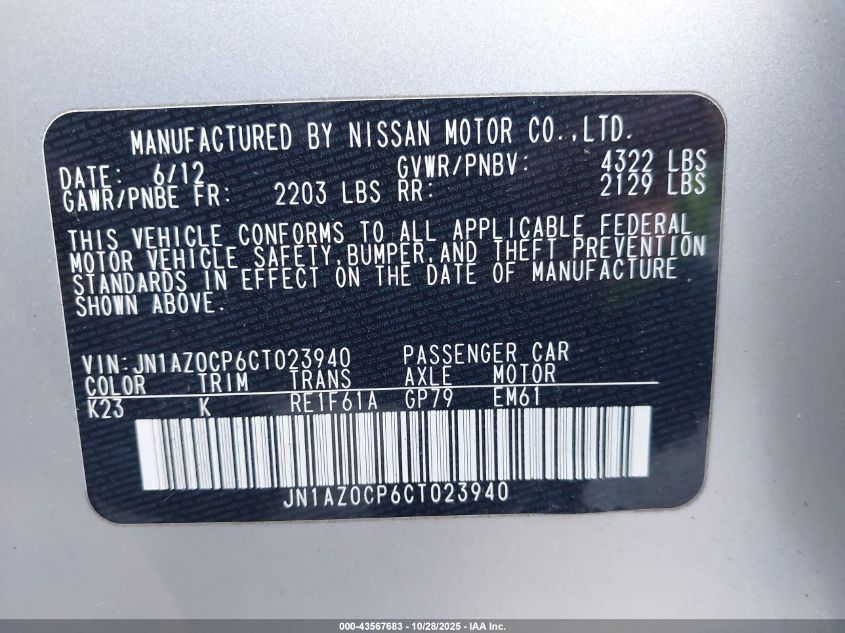 MANUFACTURED BY NISSAN MOTOR CO.,LTD.
DATE: 6/12 GVWR/PNBV: 4322 LBS
GAWR/PNBE FR: 2203 LBS RR: 2129 LBS
THIS VEHICLE CONFORMS TO ALL APPLICABLE FEDERAL
MOTOR VEHICLE SAFETY,BUMPER,AND THEFT PREVENTION
STANDARDS IN EFFECT ON THE DATE OF MANUFACTURE
SHOWN ABOVE.
VIN:JN1AZ0CP6CT023940 PASSENGER CAR
COLOR TRIM TRANS AXLE MOTOR
K23 K RE1F61A GP79 EM61
JN1AZ0CP6CT023940
000-43567683 / 10/28/2025 - IAA Inc.